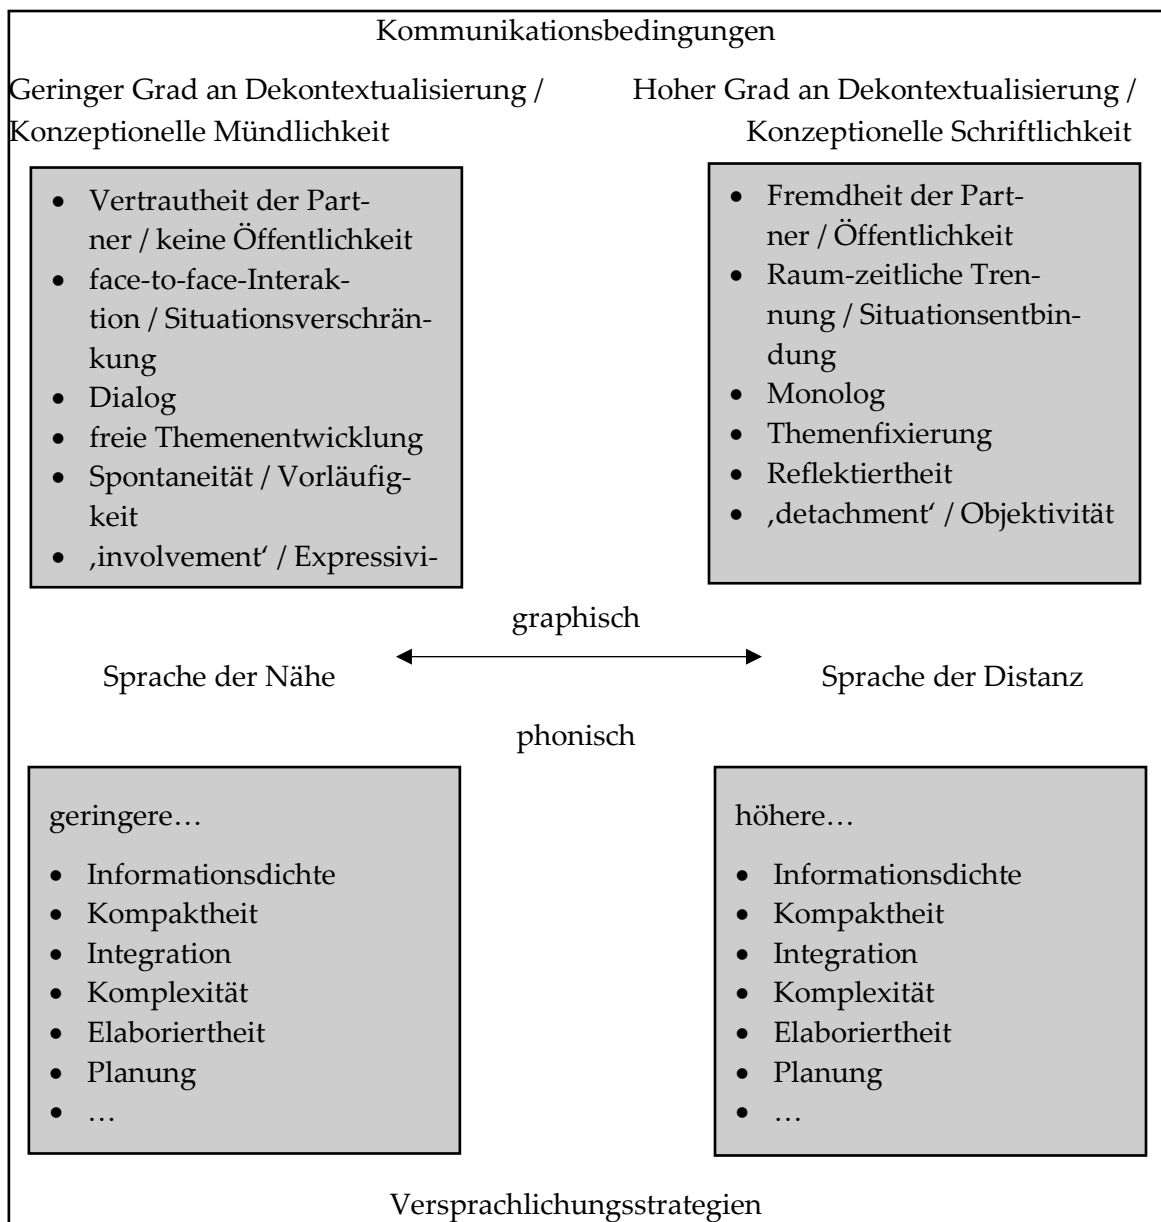 Kommunikationsbedingungen
Geringer Grad an Dekontextualisierung /
Konzeptionelle Mündlichkeit
Hoher Grad an Dekontextualisierung /
Konzeptionelle Schriftlichkeit
• Vertrautheit der Part-
ner / keine Öffentlichkeit
• face-to-face-Interak-
tion / Situationsverschrän-
kung
• Dialog
• freie Themenentwicklung
• Spontaneität / Vorläufig-
keit
• ‚involvement‘ / Expressivi-
• Fremdheit der Part-
ner / Öffentlichkeit
• Raum-zeitliche Tren-
nung / Situationsentbin-
dung
• Monolog
• Themenfixierung
• Reflektiertheit
• ‚detachment‘ / Objektivität
graphisch
Sprache der Nähe
Sprache der Distanz
phonisch
geringere…
• Informationsdichte
• Kompaktheit
• Integration
• Komplexität
• Elaboriertheit
• Planung
• …
höhere…
• Informationsdichte
• Kompaktheit
• Integration
• Komplexität
• Elaboriertheit
• Planung
• …
Versprachlichungsstrategien